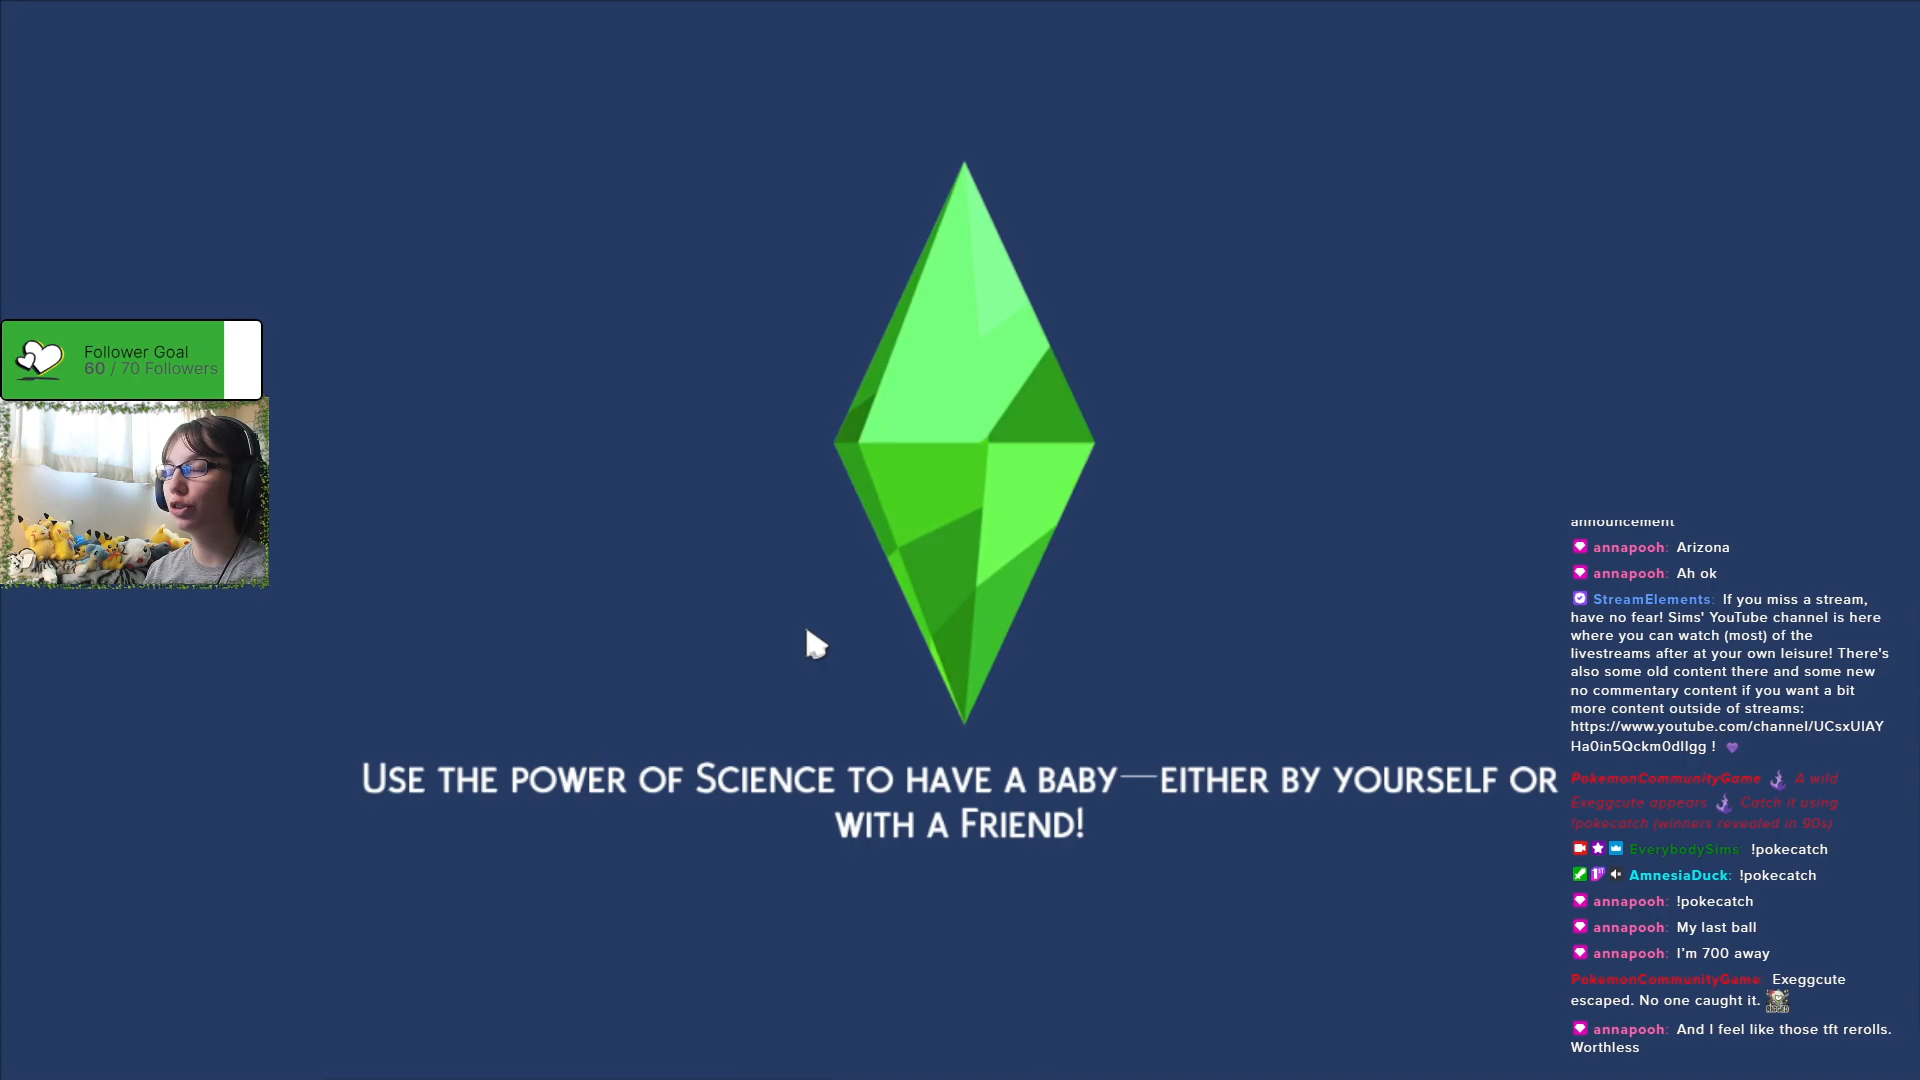 Follower Goal
60 / 70 Followers
USE THE POWER OF SCIENCE TO HAVE A BABY—EITHER BY YOURSELF OR
WITH A FRIEND!
announcement
annapooh: Arizona
annapooh: Ah ok
StreamElements: If you miss a stream,
have no fear! Sims' YouTube channel is here
where you can watch (most) of the
livestreams after at your own leisure! There's
also some old content there and some new
no commentary content if you want a bit
more content outside of streams:
https://www.youtube.com/channel/UCsxUIAY
Ha0in5Qckm0dIIgg !
PokemonCommunityGame A wild
Exeggcute appears Catch it using
!pokecatch (winners revealed in 90s)
EverybodySims: !pokecatch
AmnesiaDuck: !pokecatch
annapooh: !pokecatch
annapooh: My last ball
annapooh: I'm 700 away
PokemonCommunityGame: Exeggcute
escaped. No one caught it.
annapooh: And I feel like those tft rerolls.
Worthless